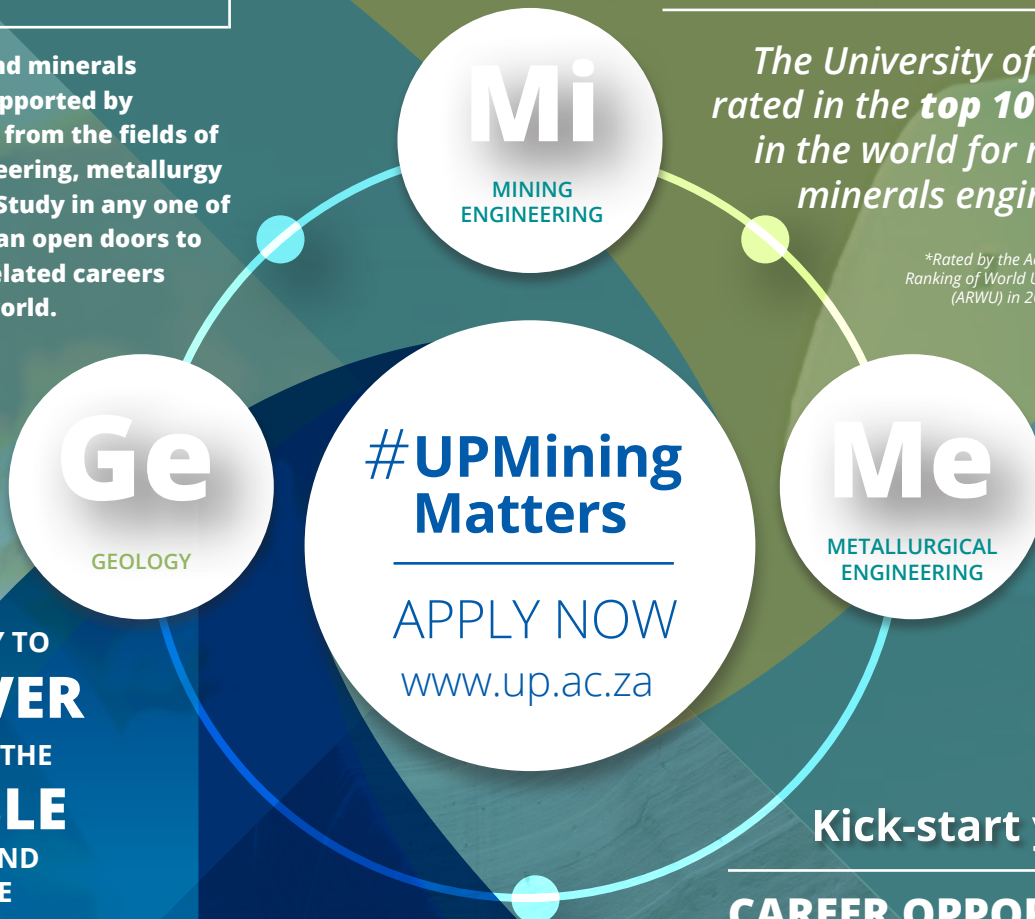 nd minerals
pported by
from the fields of
eering, metallurgy
Study in any one of
an open doors to
elated careers
orld.
Mi
MINING
ENGINEERING
The University of
rated in the top 10
in the world for
minerals engin
*Rated by the A
Ranking of World U
(ARWU) in 2
Ge
GEOLOGY
#UPMining
Matters
APPLY NOW
www.up.ac.za
Me
METALLURGICAL
ENGINEERING
Y TO
VER
THE
LE
ND
E
Kick-start y
CAREER OPPOR